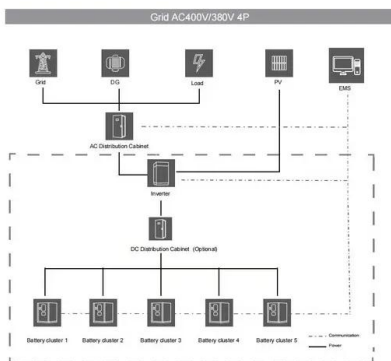 Grid AC400V/380V 4P
Grid
DG
Load
PV
EMS
AC Distribution Cabinet
Inverter
DC Distribution Cabinet (Optional)
Battery cluster 1
Battery cluster 2
Battery cluster 3
Battery cluster 4
Battery cluster 5
Communication
Power